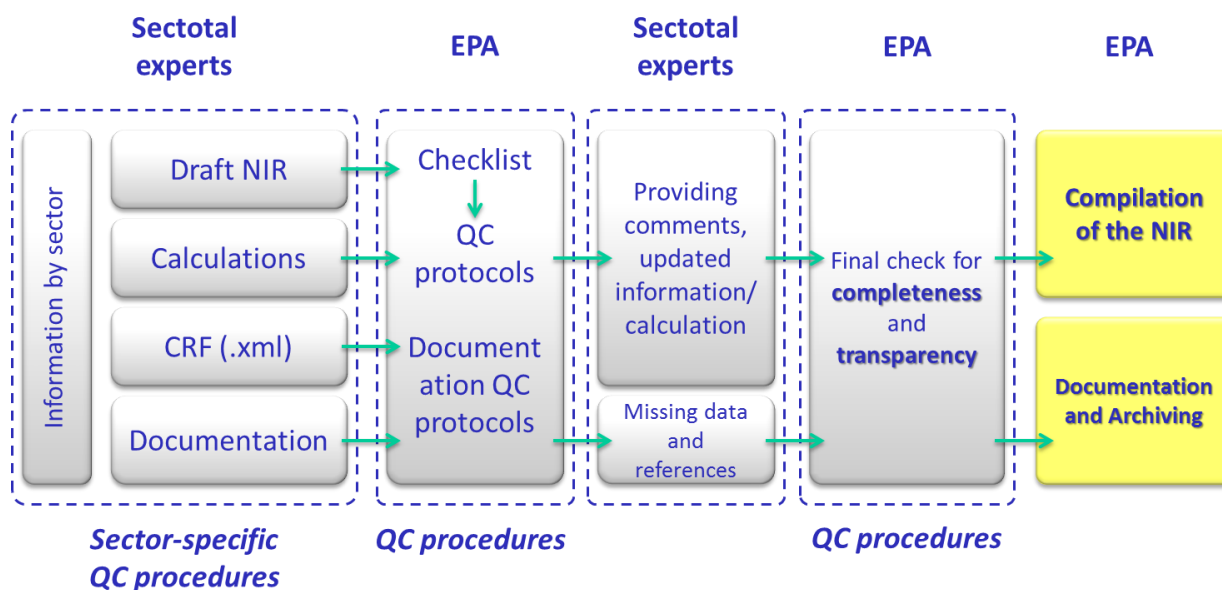 Sectotal
experts
EPA
Sectotal
experts
EPA
EPA
Information by sector
Draft NIR
Calculations
CRF (.xml)
Documentation
Checklist
QC
protocols
Document
ation QC
protocols
Providing
comments,
updated
information/
calculation
Missing data
and
references
Final check for
completeness
and
transparency
Compilation
of the NIR
Documentation
and Archiving
Sector-specific
QC procedures
QC procedures
QC procedures